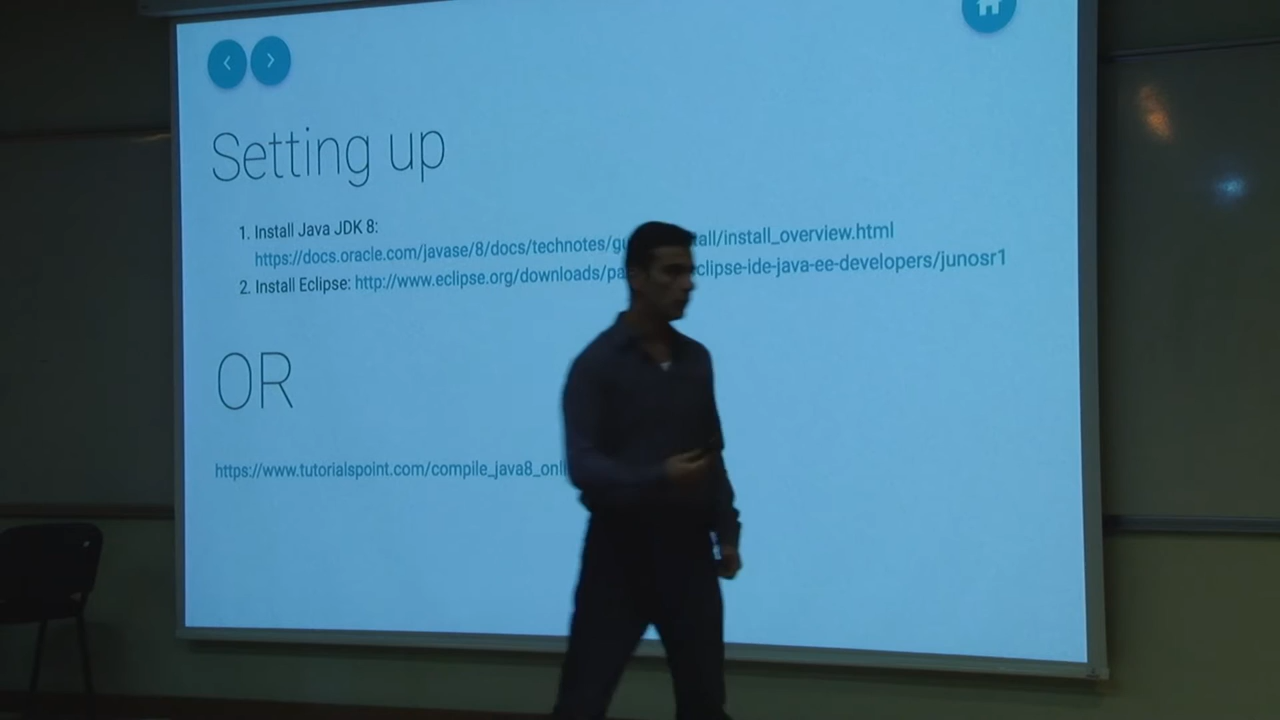 Setting up
1. Install Java JDK 8:
https://docs.oracle.com/javase/8/docs/technotes/gu tall/install_overview.html
2. Install Eclipse: http://www.eclipse.org/downloads/pa clipse-ide-java-ee-developers/junosr1
OR
https://www.tutorialspoint.com/compile_java8_onl